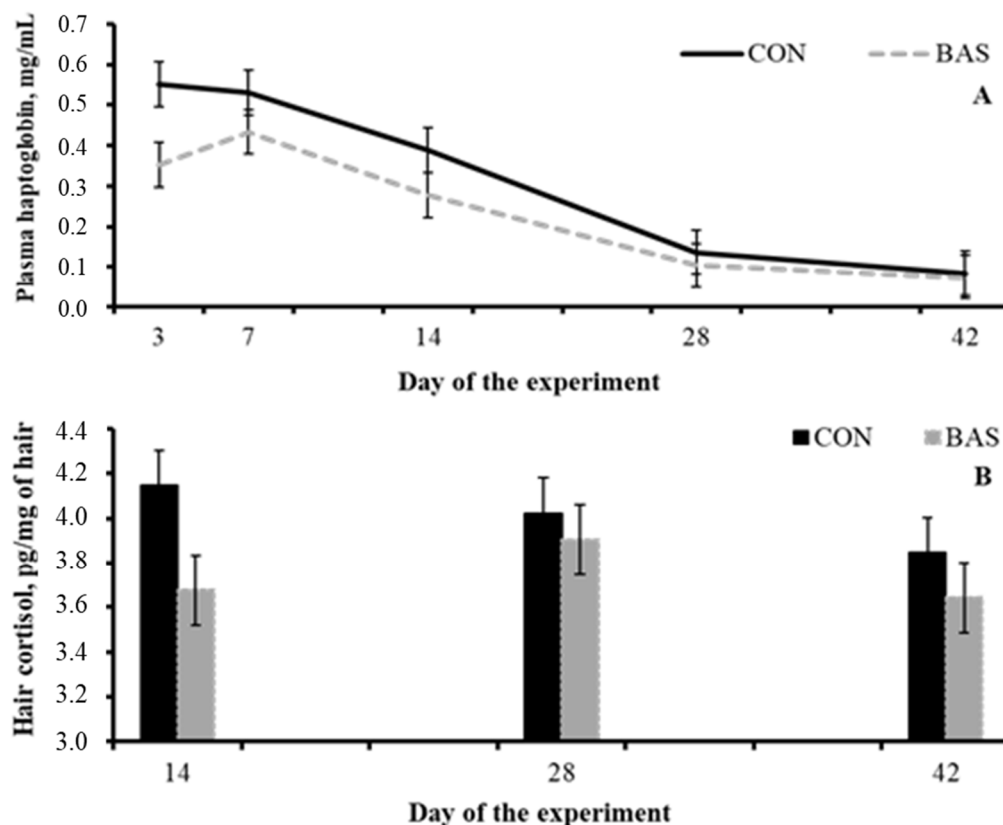 Plasma haptoglobin, mg/mL
0.7
0.6
0.5
0.4
0.3
0.2
0.1
0.0
CON BAS
A
3 7 14 28 42
Day of the experiment
Hair cortisol, pg/mg of hair
4.4
4.2
4.0
3.8
3.6
3.4
3.2
3.0
CON BAS
B
14 28 42
Day of the experiment